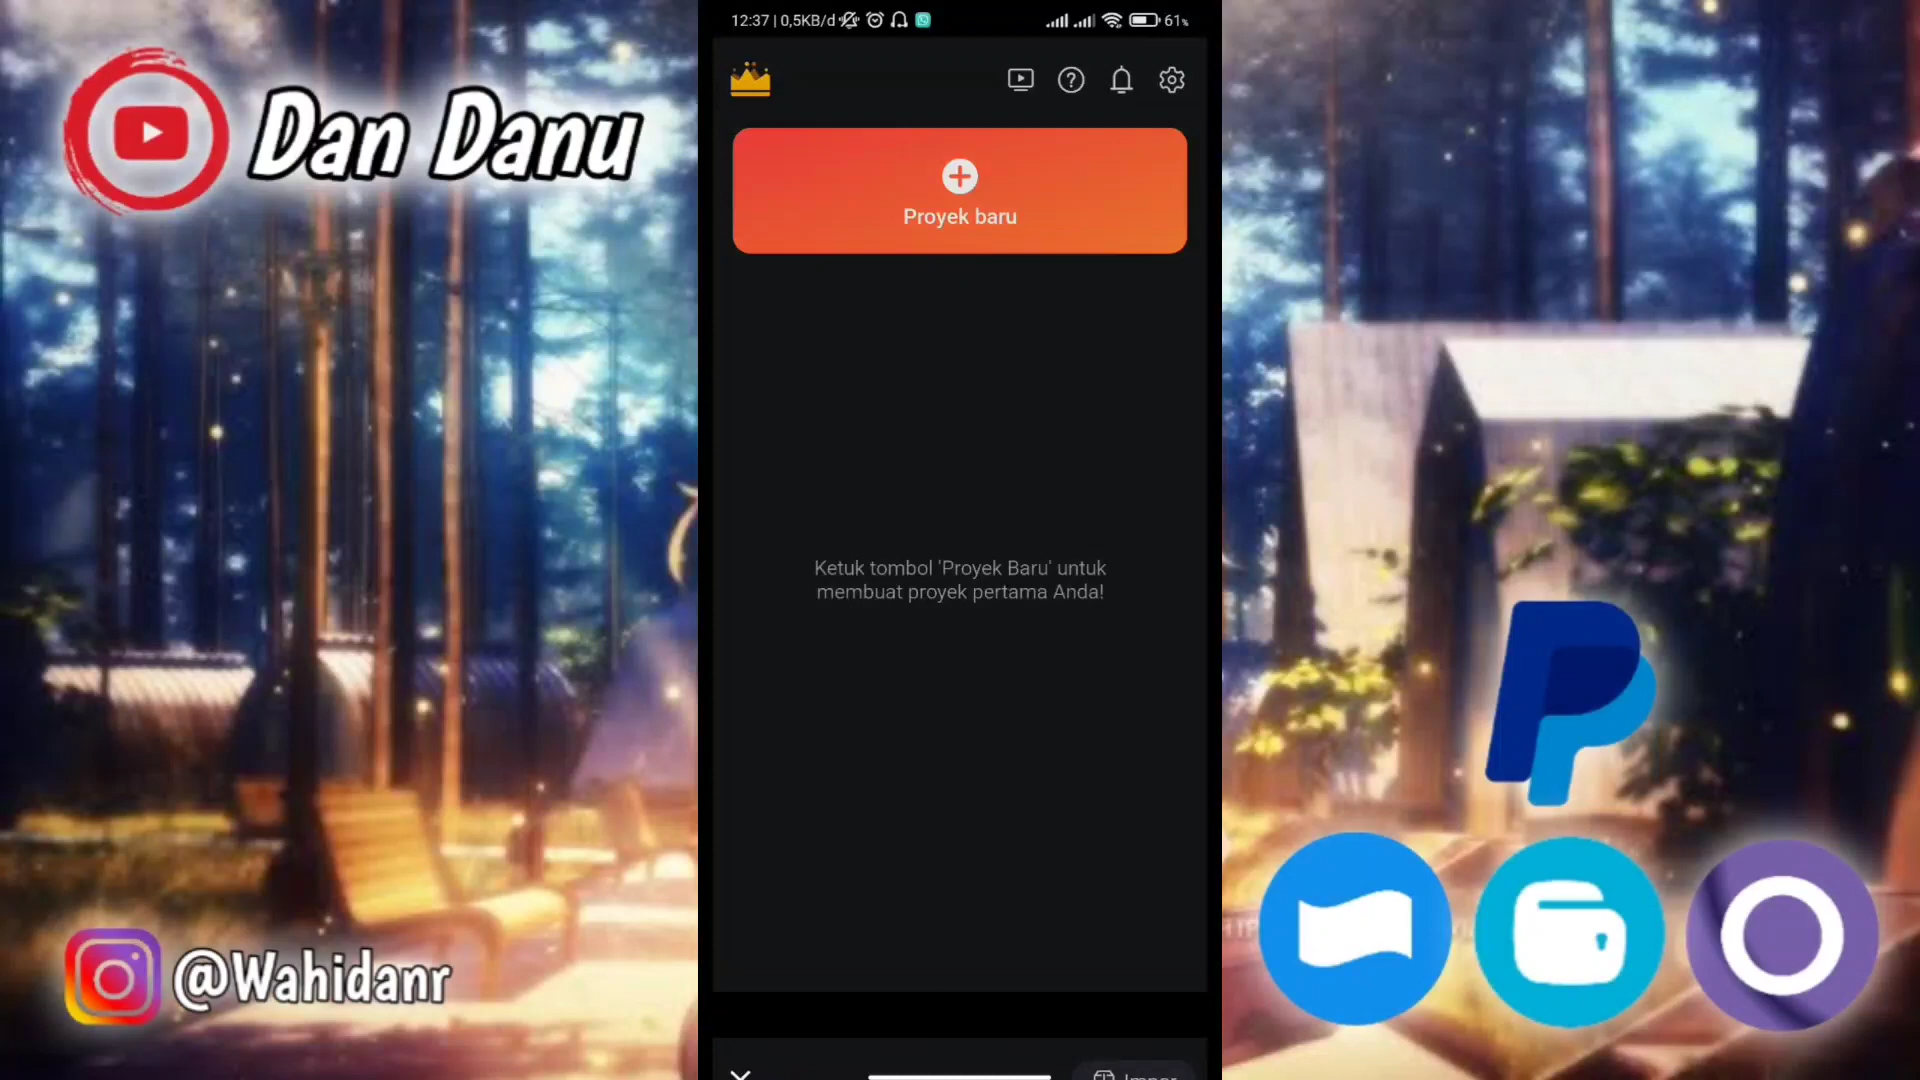 12:37 | 0,5KB/d
61%
Dan Danu
Proyek baru
Ketuk tombol 'Proyek Baru' untuk
membuat proyek pertama Anda!
@Wahidanr